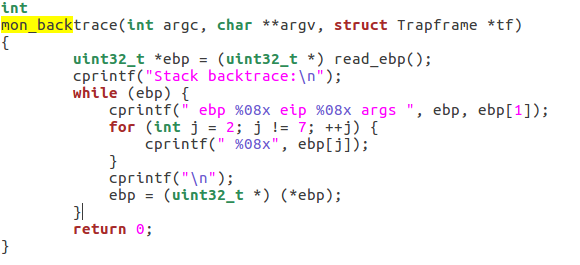 int
mon_backtrace(int argc, char **argv, struct Trapframe *tf)
{
        uint32_t *ebp = (uint32_t *) read_ebp();
        cprintf("Stack backtrace:\n");
        while (ebp) {
            cprintf(" ebp %08x eip %08x args ", ebp, ebp[1]);
            for (int j = 2; j != 7; ++j) {
                cprintf(" %08x", ebp[j]);
            }
            cprintf("\n");
            ebp = (uint32_t *) (*ebp);
        }
        return 0;
}